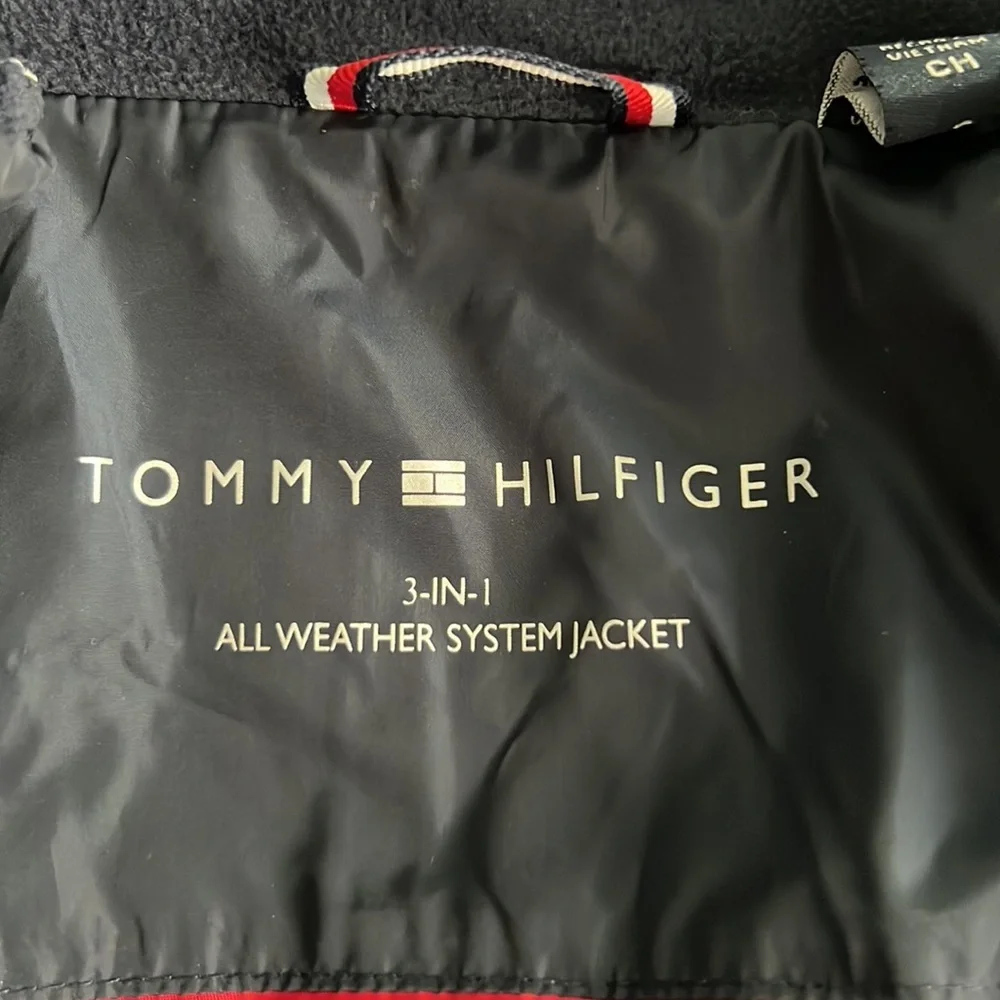 VIETNAM
CH
TOMMY HILFIGER
3-IN-1
ALL WEATHER SYSTEM JACKET